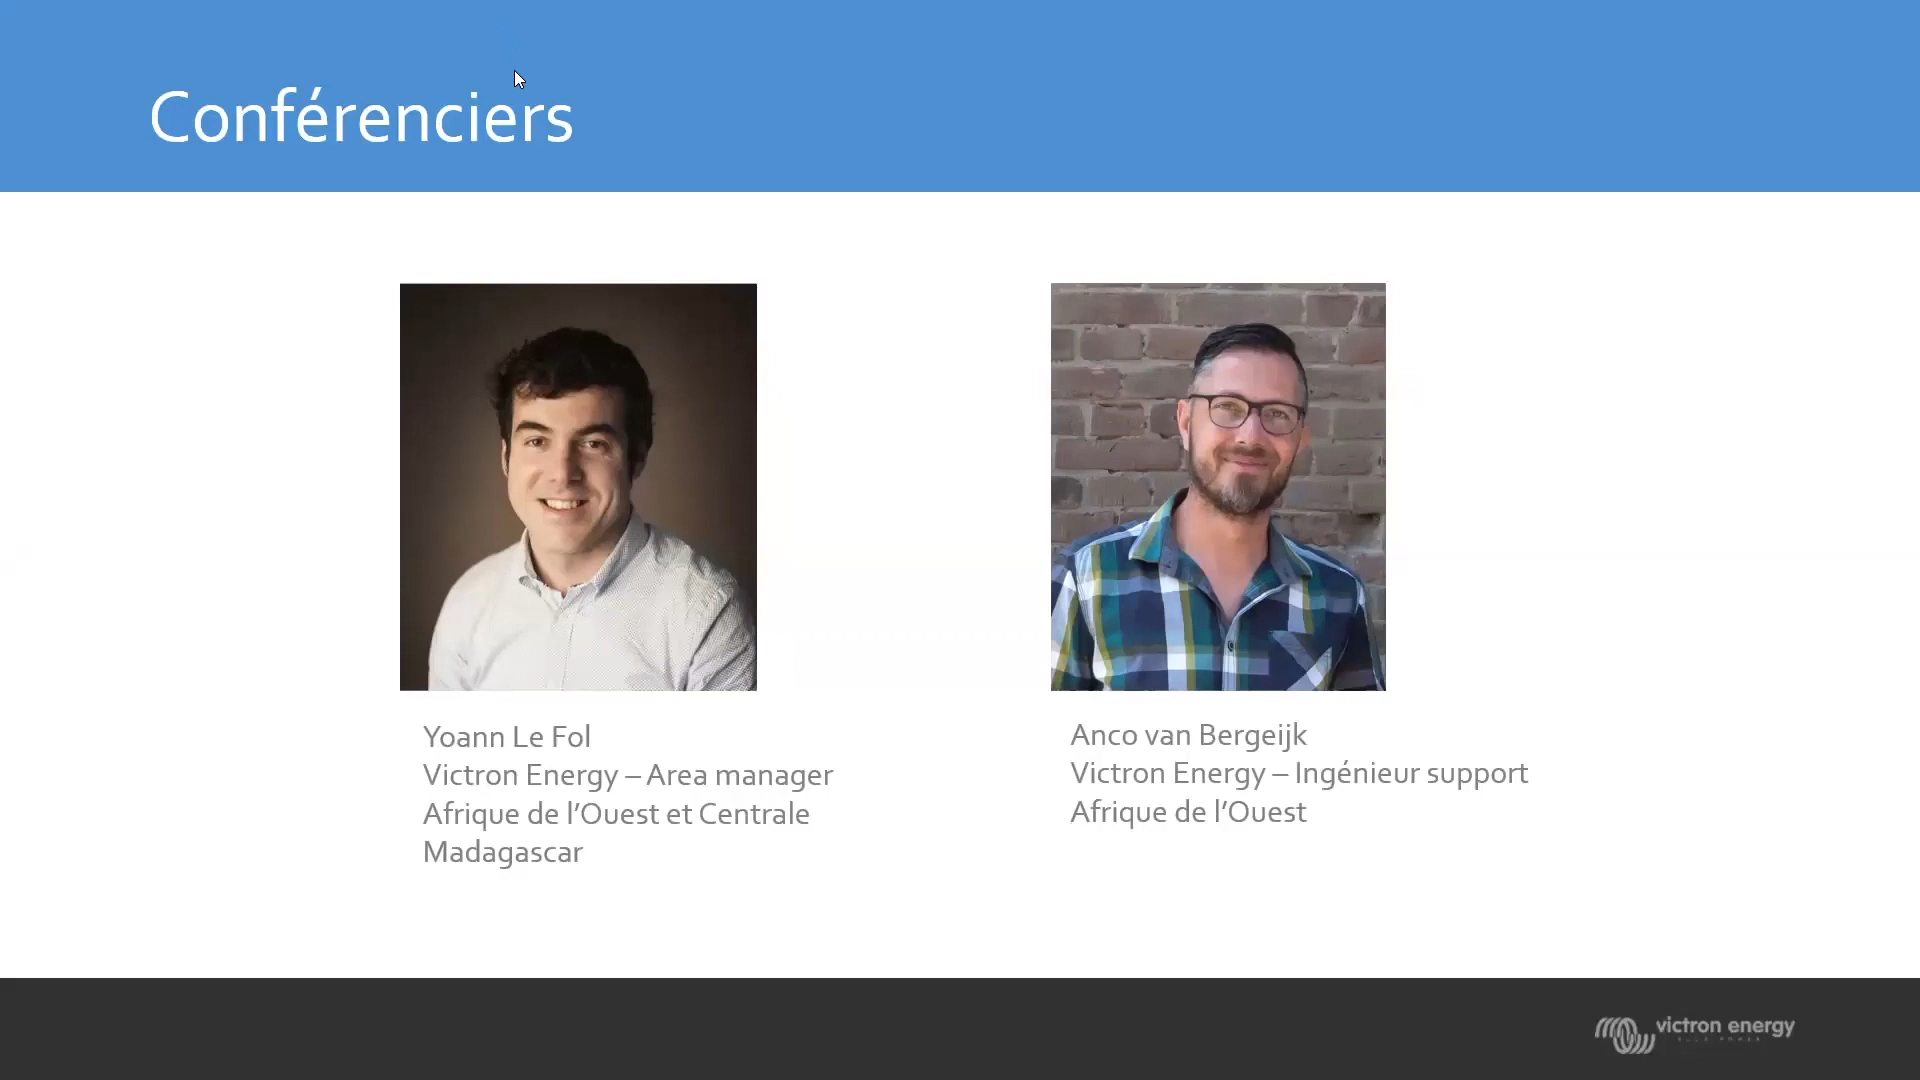 Conférenciers
Yoann Le Fol
Victron Energy – Area manager
Afrique de l’Ouest et Centrale
Madagascar
Anco van Bergeijk
Victron Energy – Ingénieur support
Afrique de l’Ouest
victron energy